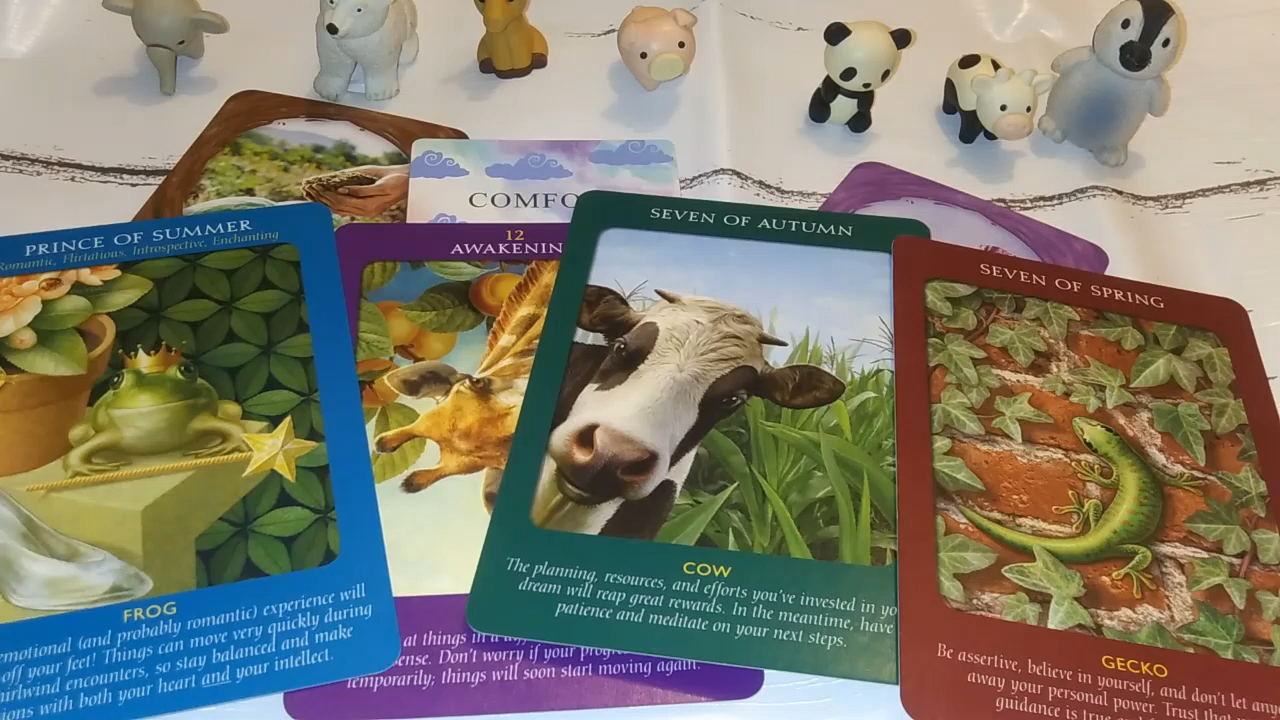 COMFO
PRINCE OF SUMMER
Romantic, Flirtatious, Introspective, Enchanting
FROG
emotional (and probably romantic) experience will
off your feet! Things can move very quickly during
whirlwind encounters, so stay balanced and make
with both your heart and your intellect.
12
AWAKENIN
at things in a
Don't worry if your
temporarily; things will soon start moving again.
SEVEN OF AUTUMN
COW
The planning, resources, and efforts you've invested in yo
dream will reap great rewards. In the meantime, have
patience and meditate on your next steps.
SEVEN OF SPRING
GECKO
Be assertive, believe in yourself, and don't let any
away your personal power. Trust
guidance is